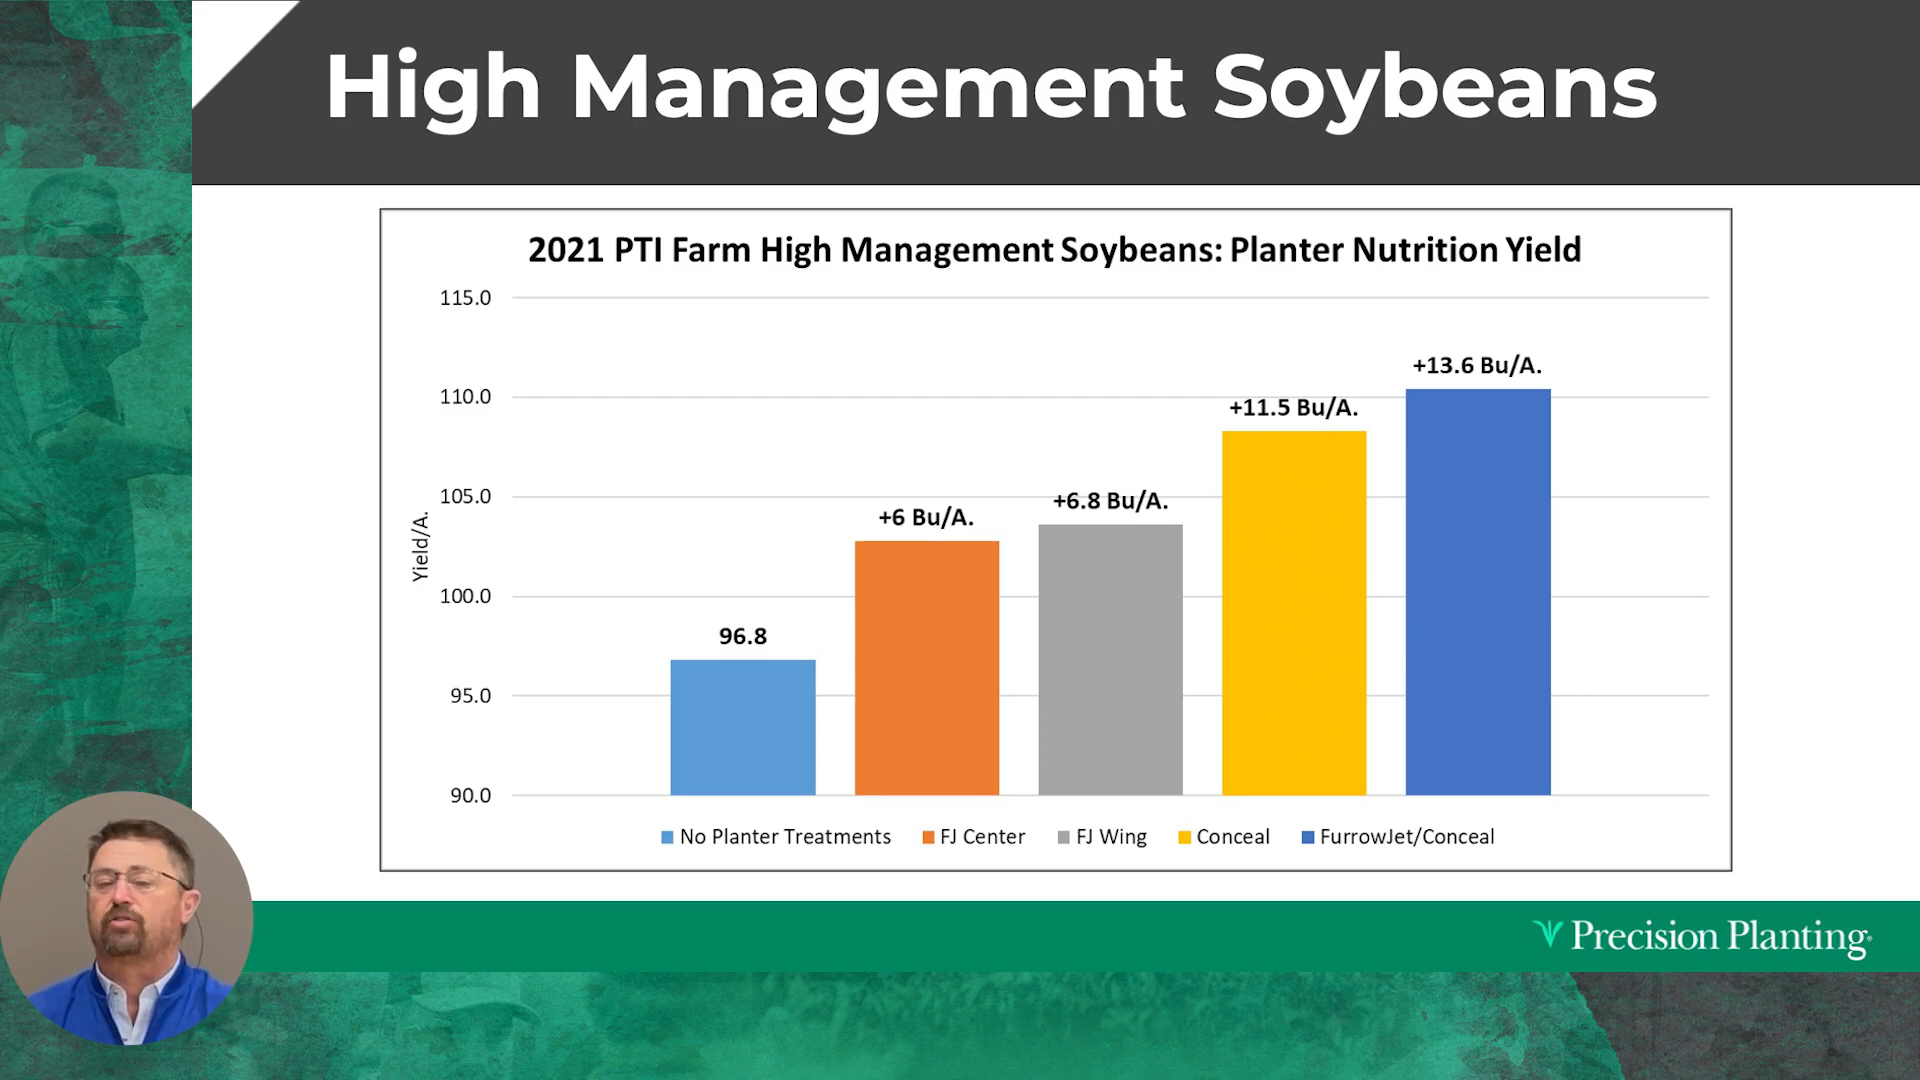 High Management Soybeans
2021 PTI Farm High Management Soybeans: Planter Nutrition Yield
115.0
110.0
105.0
100.0
95.0
90.0
Yield/A.
96.8
+6 Bu/A.
+6.8 Bu/A.
+11.5 Bu/A.
+13.6 Bu/A.
No Planter Treatments FJ Center FJ Wing Conceal FurrowJet/Conceal
Precision Planting®